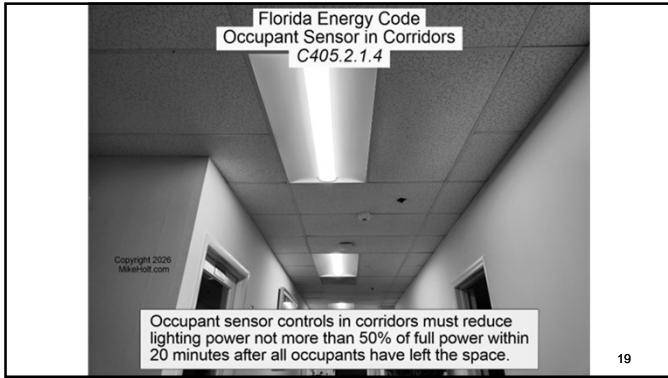 Florida Energy Code
Occupant Sensor in Corridors
C405.2.1.4
Copyright 2026
MikeHolt.com
Occupant sensor controls in corridors must reduce
lighting power not more than 50% of full power within
20 minutes after all occupants have left the space.
19